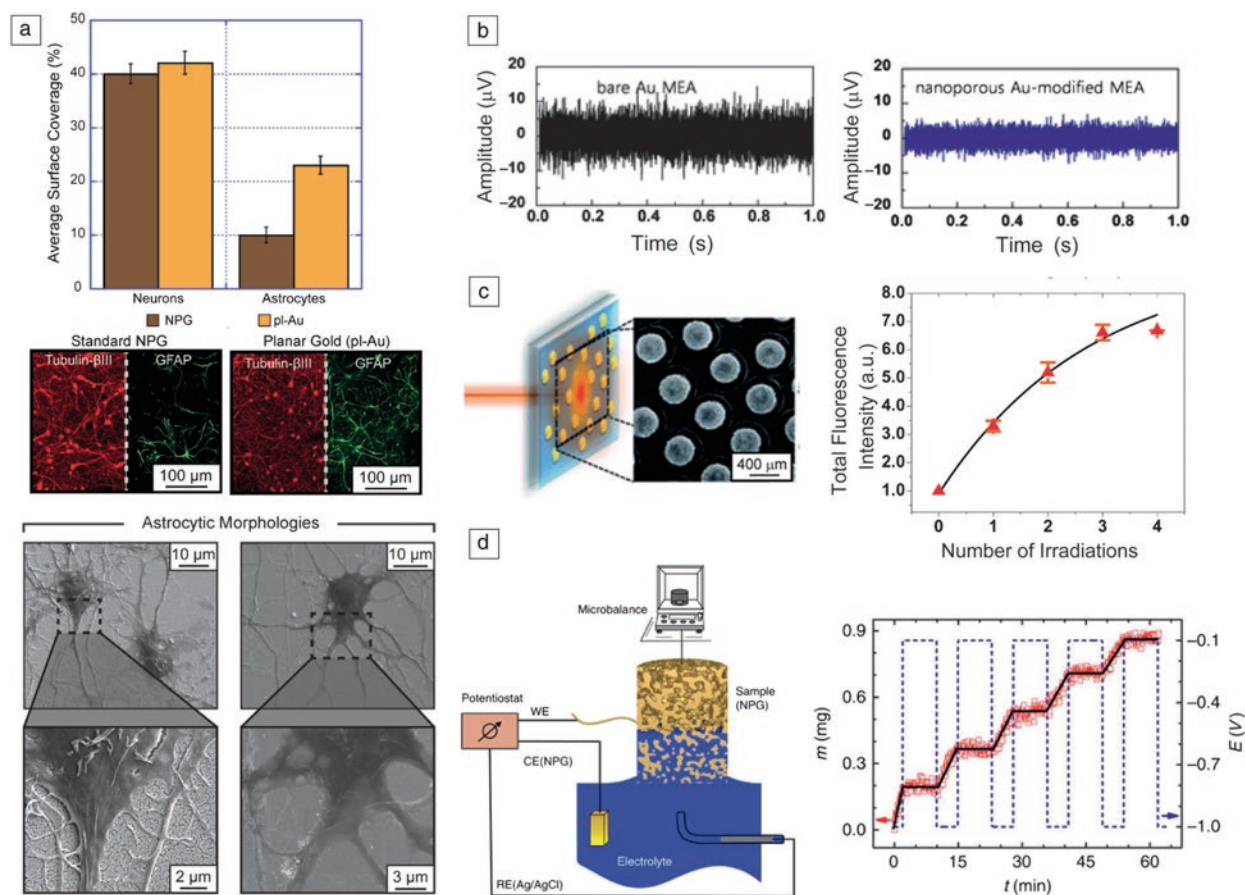 a
50
40
30
20
10
0
Average Surface Coverage (%)
Neurons
Astrocytes
NPG
pl-Au
Standard NPG
Planar Gold (pl-Au)
Tubulin-βIII
GFAP
Tubulin-βIII
GFAP
100 µm
100 µm
Astrocytic Morphologies
10 µm
10 µm
2 µm
3 µm
b
20
10
0
−10
−20
Amplitude (µV)
bare Au MEA
0.0 0.2 0.4 0.6 0.8 1.0
Time (s)
20
10
0
−10
−20
Amplitude (µV)
nanoporous Au-modified MEA
0.0 0.2 0.4 0.6 0.8 1.0
Time (s)
c
400 µm
8.0
7.0
6.0
5.0
4.0
3.0
2.0
1.0
Total Fluorescence
Intensity (a.u.)
0 1 2 3 4
Number of Irradiations
d
Microbalance
Potentiostat
WE
CE(NPG)
Sample
(NPG)
Electrolyte
RE(Ag/AgCl)
0.9
0.6
0.3
0.0
m (mg)
−0.1
−0.4
−0.7
−1.0
E (V)
0 15 30 45 60
t (min)